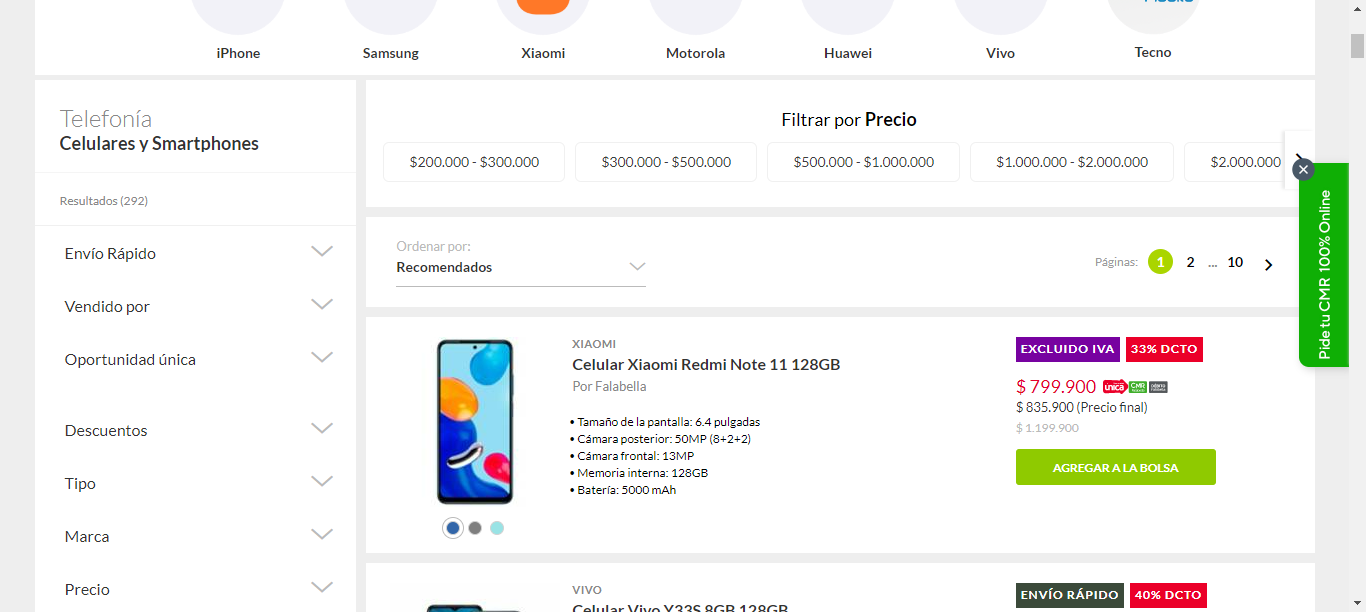 iPhone
Samsung
Xiaomi
Motorola
Huawei
Vivo
Tecno
Telefonía
Celulares y Smartphones
Resultados (292)
Envío Rápido
Vendido por
Oportunidad única
Descuentos
Tipo
Marca
Precio
Filtrar por Precio
$200.000 - $300.000
$300.000 - $500.000
$500.000 - $1.000.000
$1.000.000 - $2.000.000
$2.000.000
Ordenar por:
Recomendados
Páginas: 1 2 ... 10
XIAOMI
Celular Xiaomi Redmi Note 11 128GB
Por Falabella
• Tamaño de la pantalla: 6.4 pulgadas
• Cámara posterior: 50MP (8+2+2)
• Cámara frontal: 13MP
• Memoria interna: 128GB
• Batería: 5000 mAh
EXCLUIDO IVA 33% DCTO
$ 799.900 única CMR
$ 835.900 (Precio final)
$ 1.199.900
AGREGAR A LA BOLSA
VIVO
Celular Vivo Y33S 8GB 128GB
ENVÍO RÁPIDO 40% DCTO
Pide tu CMR 100% Online